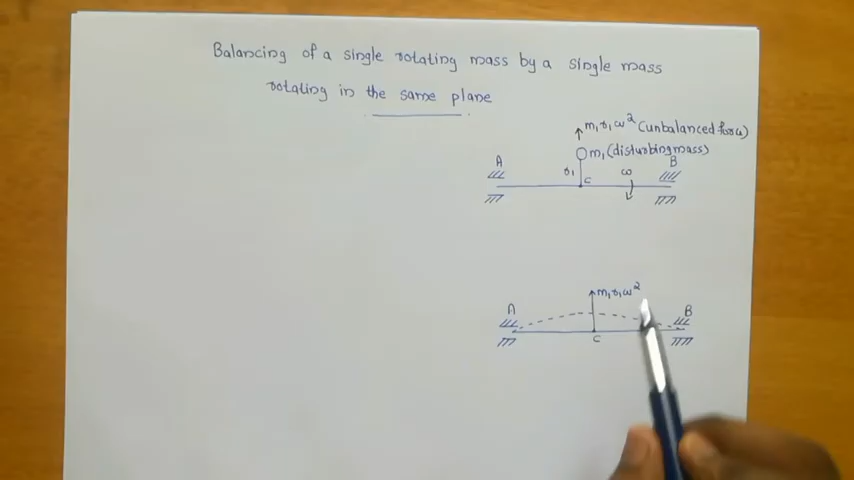 Balancing of a single rotating mass by a single mass
rotating in the same plane
m₁r₁ω² (unbalanced force)
m₁ (disturbing mass)
A
B
r₁
C
ω
m₁r₁ω²
A
B
C